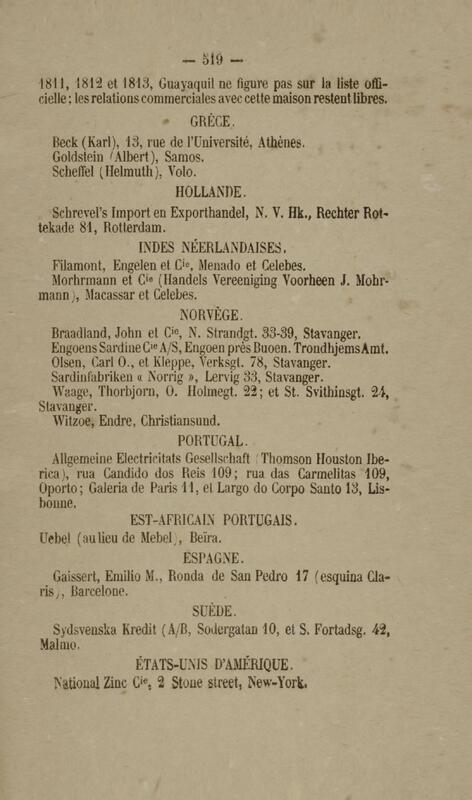 — 519 —
1811, 1812 et 1813, Guayaquil ne figure pas sur la liste offi-
cielle ; les relations commerciales avec cette maison restent libres.
GRÈCE.
Beck (Karl), 13, rue de l'Université, Athènes.
Goldstein (Albert), Samos.
Scheffel (Helmuth), Volo.
HOLLANDE.
Schrevel's Import en Exporthandel, N. V. Hk., Rechter Rot-
tekade 81, Rotterdam.
INDES NÉERLANDAISES.
Filamont, Engelen et Cie, Menado et Celebes.
Morhrmann et Cie (Handels Vereeniging Voorheen J. Mohr-
mann), Macassar et Celebes.
NORVÈGE.
Braadland, John et Cie, N. Strandgt. 33-39, Stavanger.
Engoens Sardine Cie A/S, Engoen près Buoen. Trondhjems Amt.
Olsen, Carl O., et Kleppe, Verksgt. 78, Stavanger.
Sardinfabriken « Norrig », Lervig 33, Stavanger.
Waage, Thorbjorn, O. Holmegt. 22 ; et St. Svithinsgt. 24,
Stavanger.
Witzoe, Endre, Christiansund.
PORTUGAL.
Allgemeine Electricitats Gesellschaft (Thomson Houston Ibe-
rica), rua Candido dos Reis 109 ; rua das Carmelitas 109,
Oporto ; Galeria de Paris 11, et Largo do Corpo Santo 13, Lis-
bonne.
EST-AFRICAIN PORTUGAIS.
Uebel (au lieu de Mebel), Beïra.
ESPAGNE.
Gaissert, Emilio M., Ronda de San Pedro 17 (esquina Cla-
ris), Barcelone.
SUÈDE.
Sydsvenska Kredit (A/B, Sodergatan 10, et S. Fortadsg. 42,
Malmo.
ÉTATS-UNIS D'AMÉRIQUE.
National Zinc Cie, 2 Stone street, New-York.